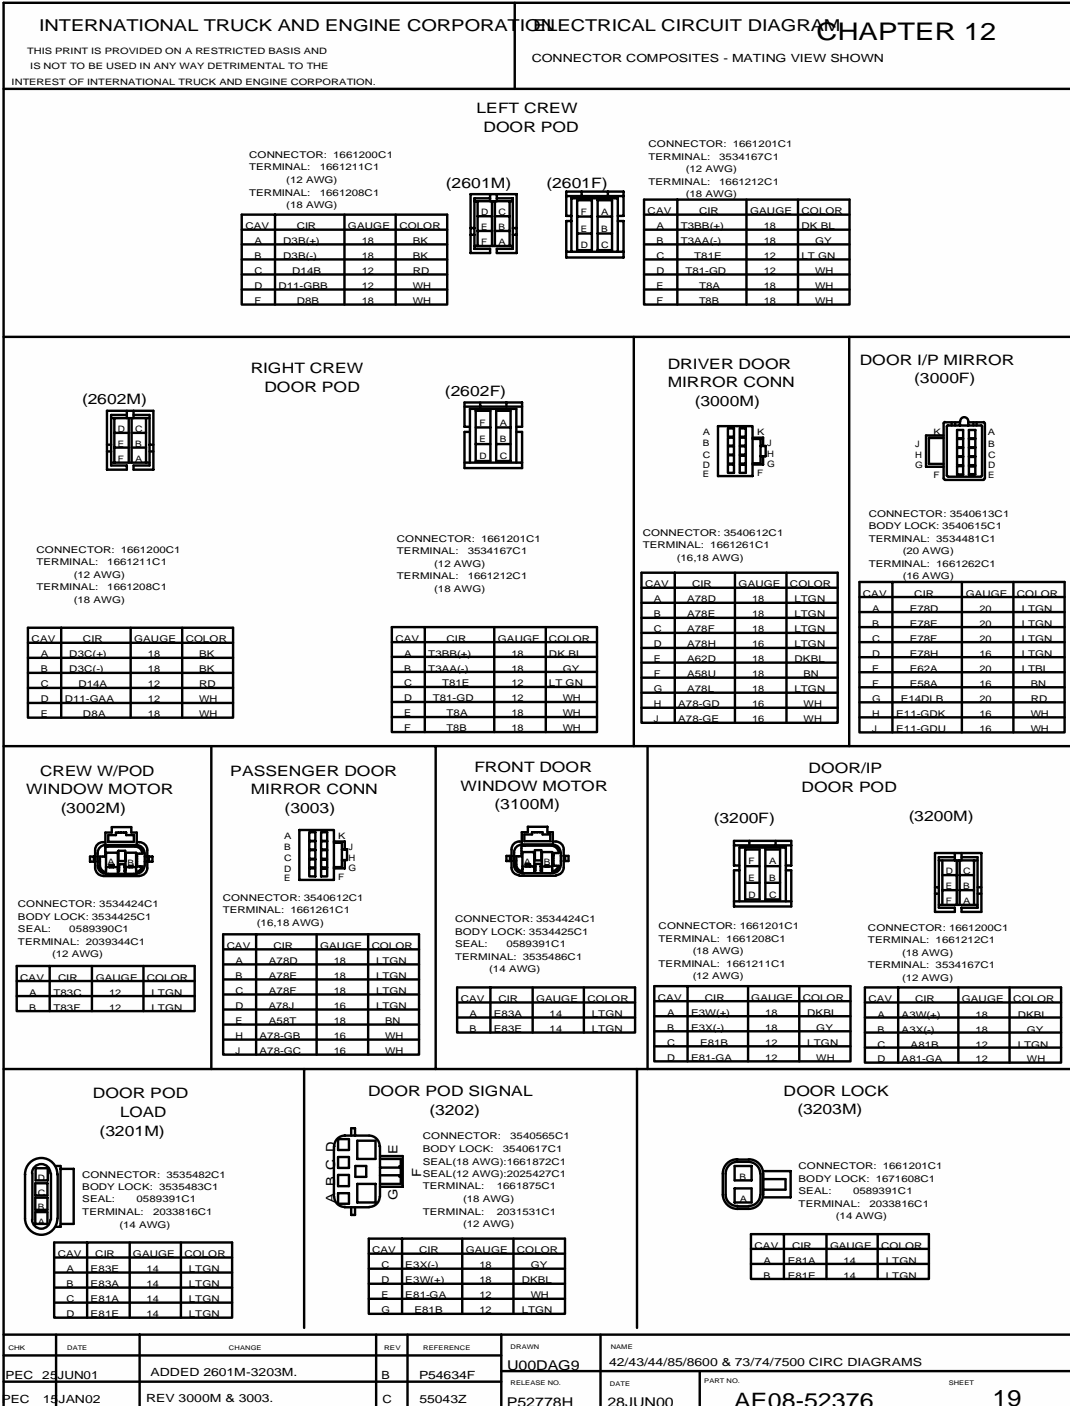 INTERNATIONAL TRUCK AND ENGINE CORPORATION
THIS PRINT IS PROVIDED ON A RESTRICTED BASIS AND
IS NOT TO BE USED IN ANY WAY DETRIMENTAL TO THE
INTEREST OF INTERNATIONAL TRUCK AND ENGINE CORPORATION.
ELECTRICAL CIRCUIT DIAGRAM
CHAPTER 12
CONNECTOR COMPOSITES - MATING VIEW SHOWN
LEFT CREW
DOOR POD
CONNECTOR: 1661200C1
TERMINAL: 1661211C1
(12 AWG)
TERMINAL: 1661208C1
(18 AWG)
(2601M)
D C
E B
F A
CAV CIR GAUGE COLOR
A D3B(+) 18 BK
B D3B(-) 18 BK
C D14B 12 RD
D D11-GBB 12 WH
E D8B 18 WH
(2601F)
F A
E B
D C
CONNECTOR: 1661201C1
TERMINAL: 3534167C1
(12 AWG)
TERMINAL: 1661212C1
(18 AWG)
CAV CIR GAUGE COLOR
A T3BB(+) 18 DK BL
B T3AA(-) 18 GY
C T81E 12 LT GN
D T81-GD 12 WH
E T8A 18 WH
F T8B 18 WH
RIGHT CREW
DOOR POD
(2602M)
D C
E B
F A
CONNECTOR: 1661200C1
TERMINAL: 1661211C1
(12 AWG)
TERMINAL: 1661208C1
(18 AWG)
CAV CIR GAUGE COLOR
A D3C(+) 18 BK
B D3C(-) 18 BK
C D14A 12 RD
D D11-GAA 12 WH
E D8A 18 WH
(2602F)
F A
E B
D C
CONNECTOR: 1661201C1
TERMINAL: 3534167C1
(12 AWG)
TERMINAL: 1661212C1
(18 AWG)
CAV CIR GAUGE COLOR
A T3BB(+) 18 DK BL
B T3AA(-) 18 GY
C T81E 12 LT GN
D T81-GD 12 WH
E T8A 18 WH
F T8B 18 WH
DRIVER DOOR
MIRROR CONN
(3000M)
A K
B J
C H
D G
E F
CONNECTOR: 3540612C1
TERMINAL: 1661261C1
(16,18 AWG)
CAV CIR GAUGE COLOR
A A78D 18 LTGN
B A78E 18 LTGN
C A78F 18 LTGN
D A78H 16 LTGN
E A62D 18 DKBL
F A58U 18 BN
G A78L 18 LTGN
H A78-GD 16 WH
J A78-GE 16 WH
DOOR I/P MIRROR
(3000F)
K A
J B
H C
G D
F E
CONNECTOR: 3540613C1
BODY LOCK: 3540615C1
TERMINAL: 3534481C1
(20 AWG)
TERMINAL: 1661262C1
(16 AWG)
CAV CIR GAUGE COLOR
A E78D 20 LTGN
B E78E 20 LTGN
C E78F 20 LTGN
D E78H 16 LTGN
E E62A 20 LTBL
F E58A 16 BN
G E14DLB 20 RD
H E11-GDK 16 WH
J E11-GDU 16 WH
CREW W/POD
WINDOW MOTOR
(3002M)
A B
CONNECTOR: 3534424C1
BODY LOCK: 3534425C1
SEAL: 0589390C1
TERMINAL: 2039344C1
(12 AWG)
CAV CIR GAUGE COLOR
A T83C 12 LTGN
B T83F 12 LTGN
PASSENGER DOOR
MIRROR CONN
(3003)
A K
B J
C H
D G
E F
CONNECTOR: 3540612C1
TERMINAL: 1661261C1
(16,18 AWG)
CAV CIR GAUGE COLOR
A A78D 18 LTGN
B A78E 18 LTGN
C A78F 18 LTGN
D A78J 16 LTGN
F A58T 18 BN
H A78-GB 16 WH
J A78-GC 16 WH
FRONT DOOR
WINDOW MOTOR
(3100M)
A B
CONNECTOR: 3534424C1
BODY LOCK: 3534425C1
SEAL: 0589391C1
TERMINAL: 3535486C1
(14 AWG)
CAV CIR GAUGE COLOR
A E83A 14 LTGN
B E83E 14 LTGN
DOOR/IP
DOOR POD
(3200F)
F A
E B
D C
CONNECTOR: 1661201C1
TERMINAL: 1661208C1
(18 AWG)
TERMINAL: 1661211C1
(12 AWG)
CAV CIR GAUGE COLOR
A E3W(+) 18 DKBL
B E3X(-) 18 GY
C E81B 12 LTGN
D E81-GA 12 WH
(3200M)
D C
E B
F A
CONNECTOR: 1661200C1
TERMINAL: 1661212C1
(18 AWG)
TERMINAL: 3534167C1
(12 AWG)
CAV CIR GAUGE COLOR
A A3W(+) 18 DKBL
B A3X(-) 18 GY
C A81B 12 LTGN
D A81-GA 12 WH
DOOR POD
LOAD
(3201M)
D
C
B
A
CONNECTOR: 3535482C1
BODY LOCK: 3535483C1
SEAL: 0589391C1
TERMINAL: 2033816C1
(14 AWG)
CAV CIR GAUGE COLOR
A E83E 14 LTGN
B E83A 14 LTGN
C E81A 14 LTGN
D E81E 14 LTGN
DOOR POD SIGNAL
(3202)
A B C D
G F E
CONNECTOR: 3540565C1
BODY LOCK: 3540617C1
SEAL(18 AWG):1661872C1
SEAL(12 AWG):2025427C1
TERMINAL: 1661875C1
(18 AWG)
TERMINAL: 2031531C1
(12 AWG)
CAV CIR GAUGE COLOR
C E3X(-) 18 GY
D E3W(+) 18 DKBL
E E81-GA 12 WH
G E81B 12 LTGN
DOOR LOCK
(3203M)
B
A
CONNECTOR: 1661201C1
BODY LOCK: 1671608C1
SEAL: 0589391C1
TERMINAL: 2033816C1
(14 AWG)
CAV CIR GAUGE COLOR
A E81A 14 LTGN
B E81E 14 LTGN
CHK DATE CHANGE REV REFERENCE
PEC 25JUN01 ADDED 2601M-3203M. B P54634F
PEC 15JAN02 REV 3000M & 3003. C 55043Z
DRAWN
U00DAG9
NAME
42/43/44/85/8600 & 73/74/7500 CIRC DIAGRAMS
RELEASE NO.
P52778H
DATE
28JUN00
PART NO.
AE08-52376
SHEET
19